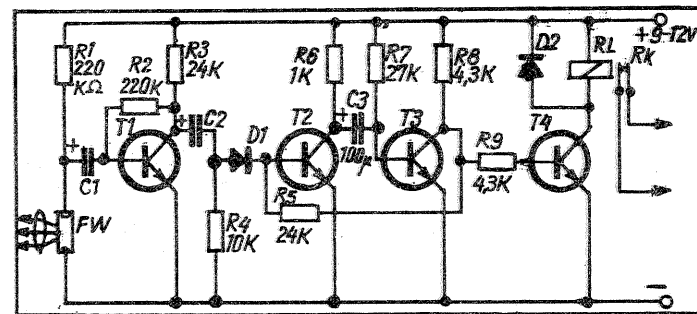 R1
220
KΩ
R2
220K
R3
24K
T1
C1
C2
FW
D1
R4
10K
R5
24K
R6
1K
T2
C3
100µ
R7
27K
T3
R8
4,3K
R9
4,3K
D2
T4
RL
+9-12V
Rk
+
+
+
−